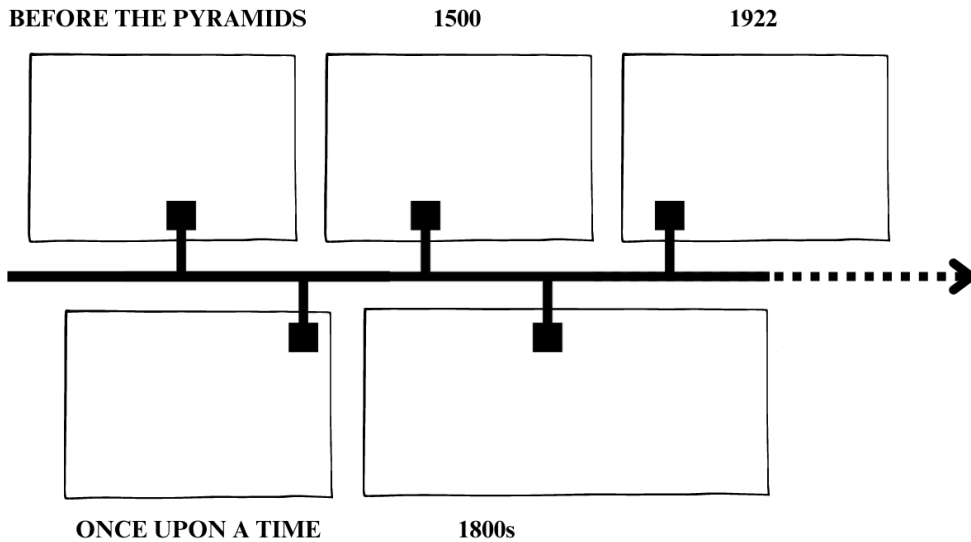 BEFORE THE PYRAMIDS
1500
1922
ONCE UPON A TIME
1800s